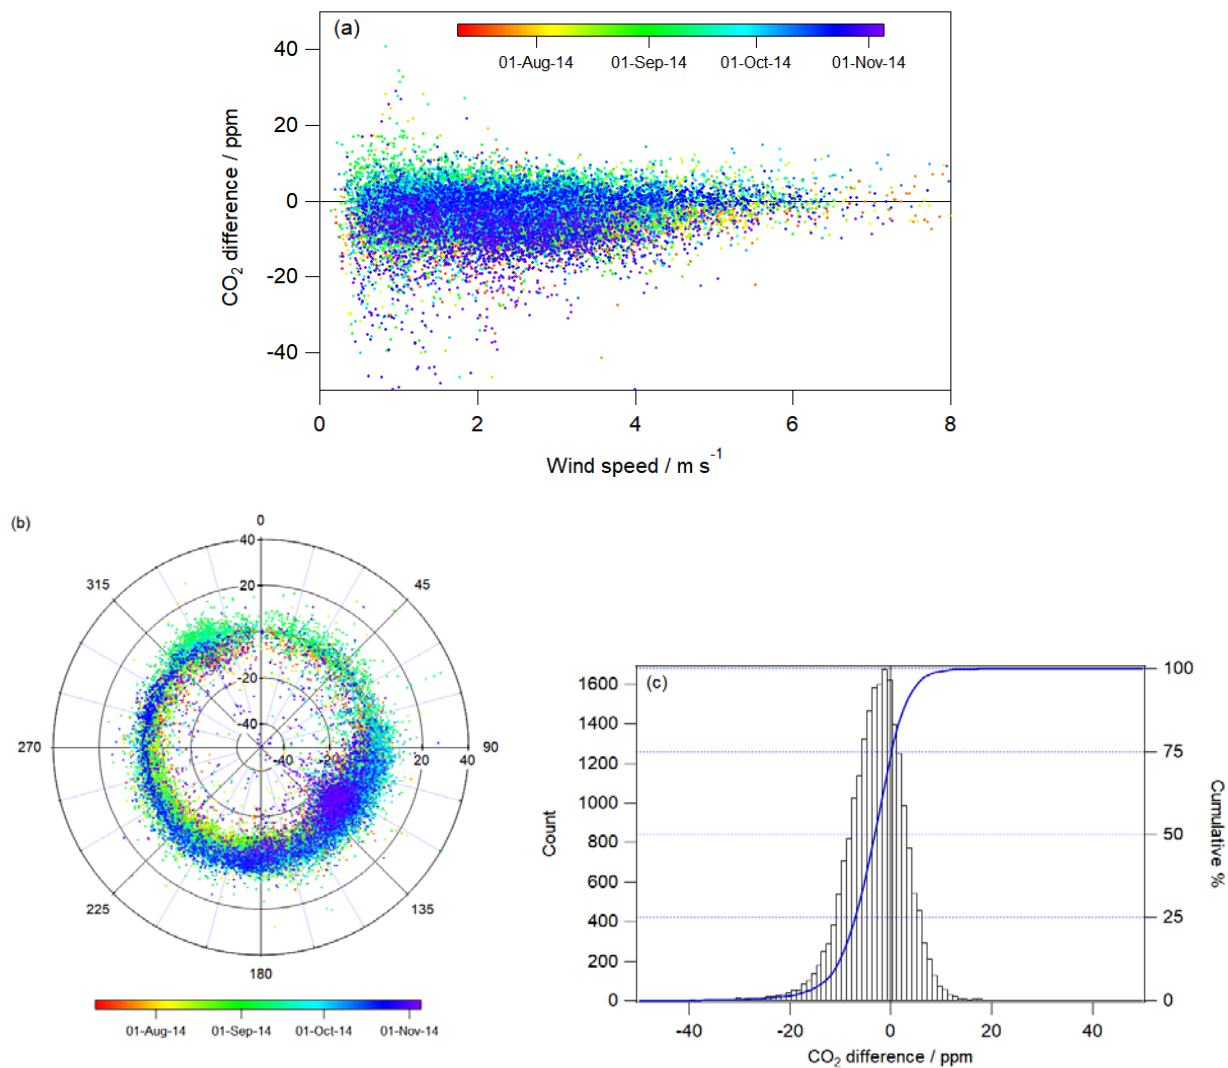 (a)
01-Aug-14 01-Sep-14 01-Oct-14 01-Nov-14
40
20
0
-20
-40
CO2 difference / ppm
0 2 4 6 8
Wind speed / m s-1
(b)
0
40
315 20 45
-20
-40
270 -40 -20 20 40 90
225 135
180
01-Aug-14 01-Sep-14 01-Oct-14 01-Nov-14
(c)
1600
1400
1200
1000
800
600
400
200
0
Count
100
75
50
25
0
Cumulative %
-40 -20 0 20 40
CO2 difference / ppm